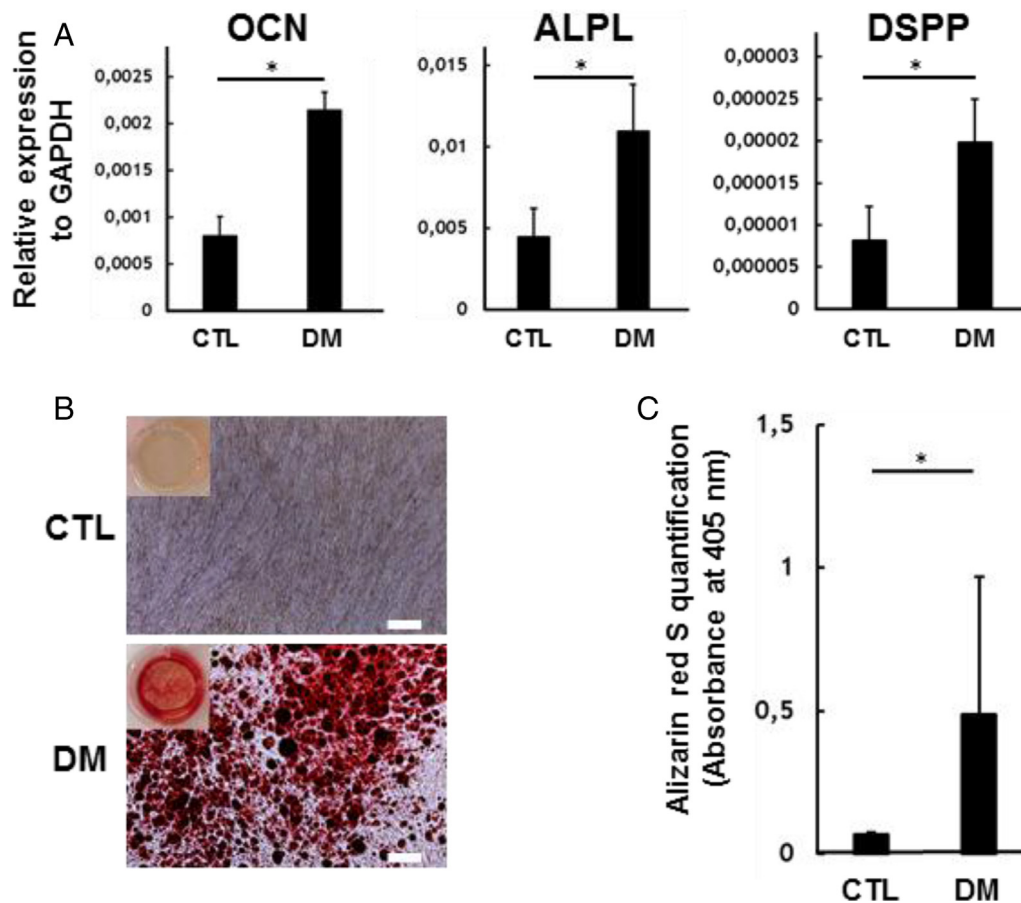 A
OCN
ALPL
DSPP
Relative expression
to GAPDH
0,003
0,0025
0,002
0,0015
0,001
0,0005
0
*
CTL
DM
0,015
0,01
0,005
0
*
CTL
DM
0,00003
0,000025
0,00002
0,000015
0,00001
0,000005
0
*
CTL
DM
B
CTL
DM
C
Alizarin red S quantification
(Absorbance at 405 nm)
1,5
1
0,5
0
*
CTL
DM